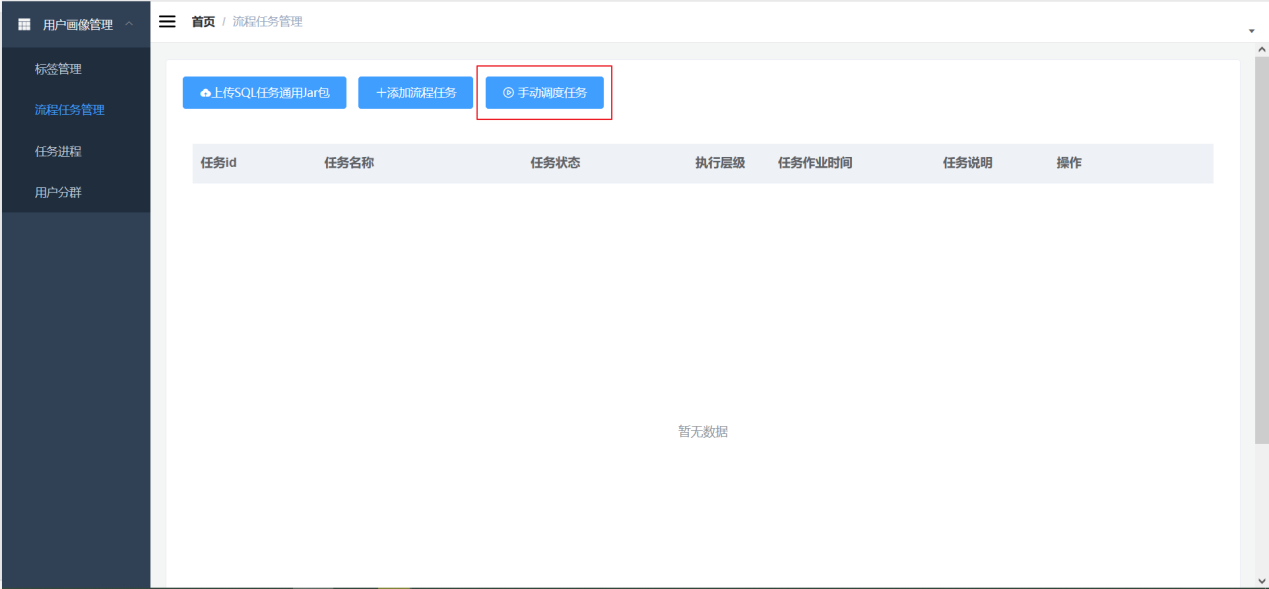 用户画像管理
首页 / 流程任务管理
标签管理
流程任务管理
任务进程
用户分群
上传SQL任务通用Jar包
+添加流程任务
手动调度任务
任务id 任务名称 任务状态 执行层级 任务作业时间 任务说明 操作
暂无数据